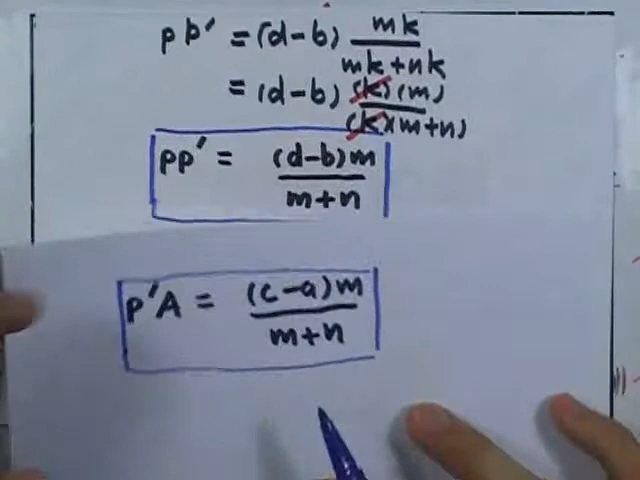 PP' = (d-b) mk/mk+nk
= (d-b) (k)(m)/(k)(m+n)
PP' = (d-b)m/m+n
P'A = (c-a)m/m+n